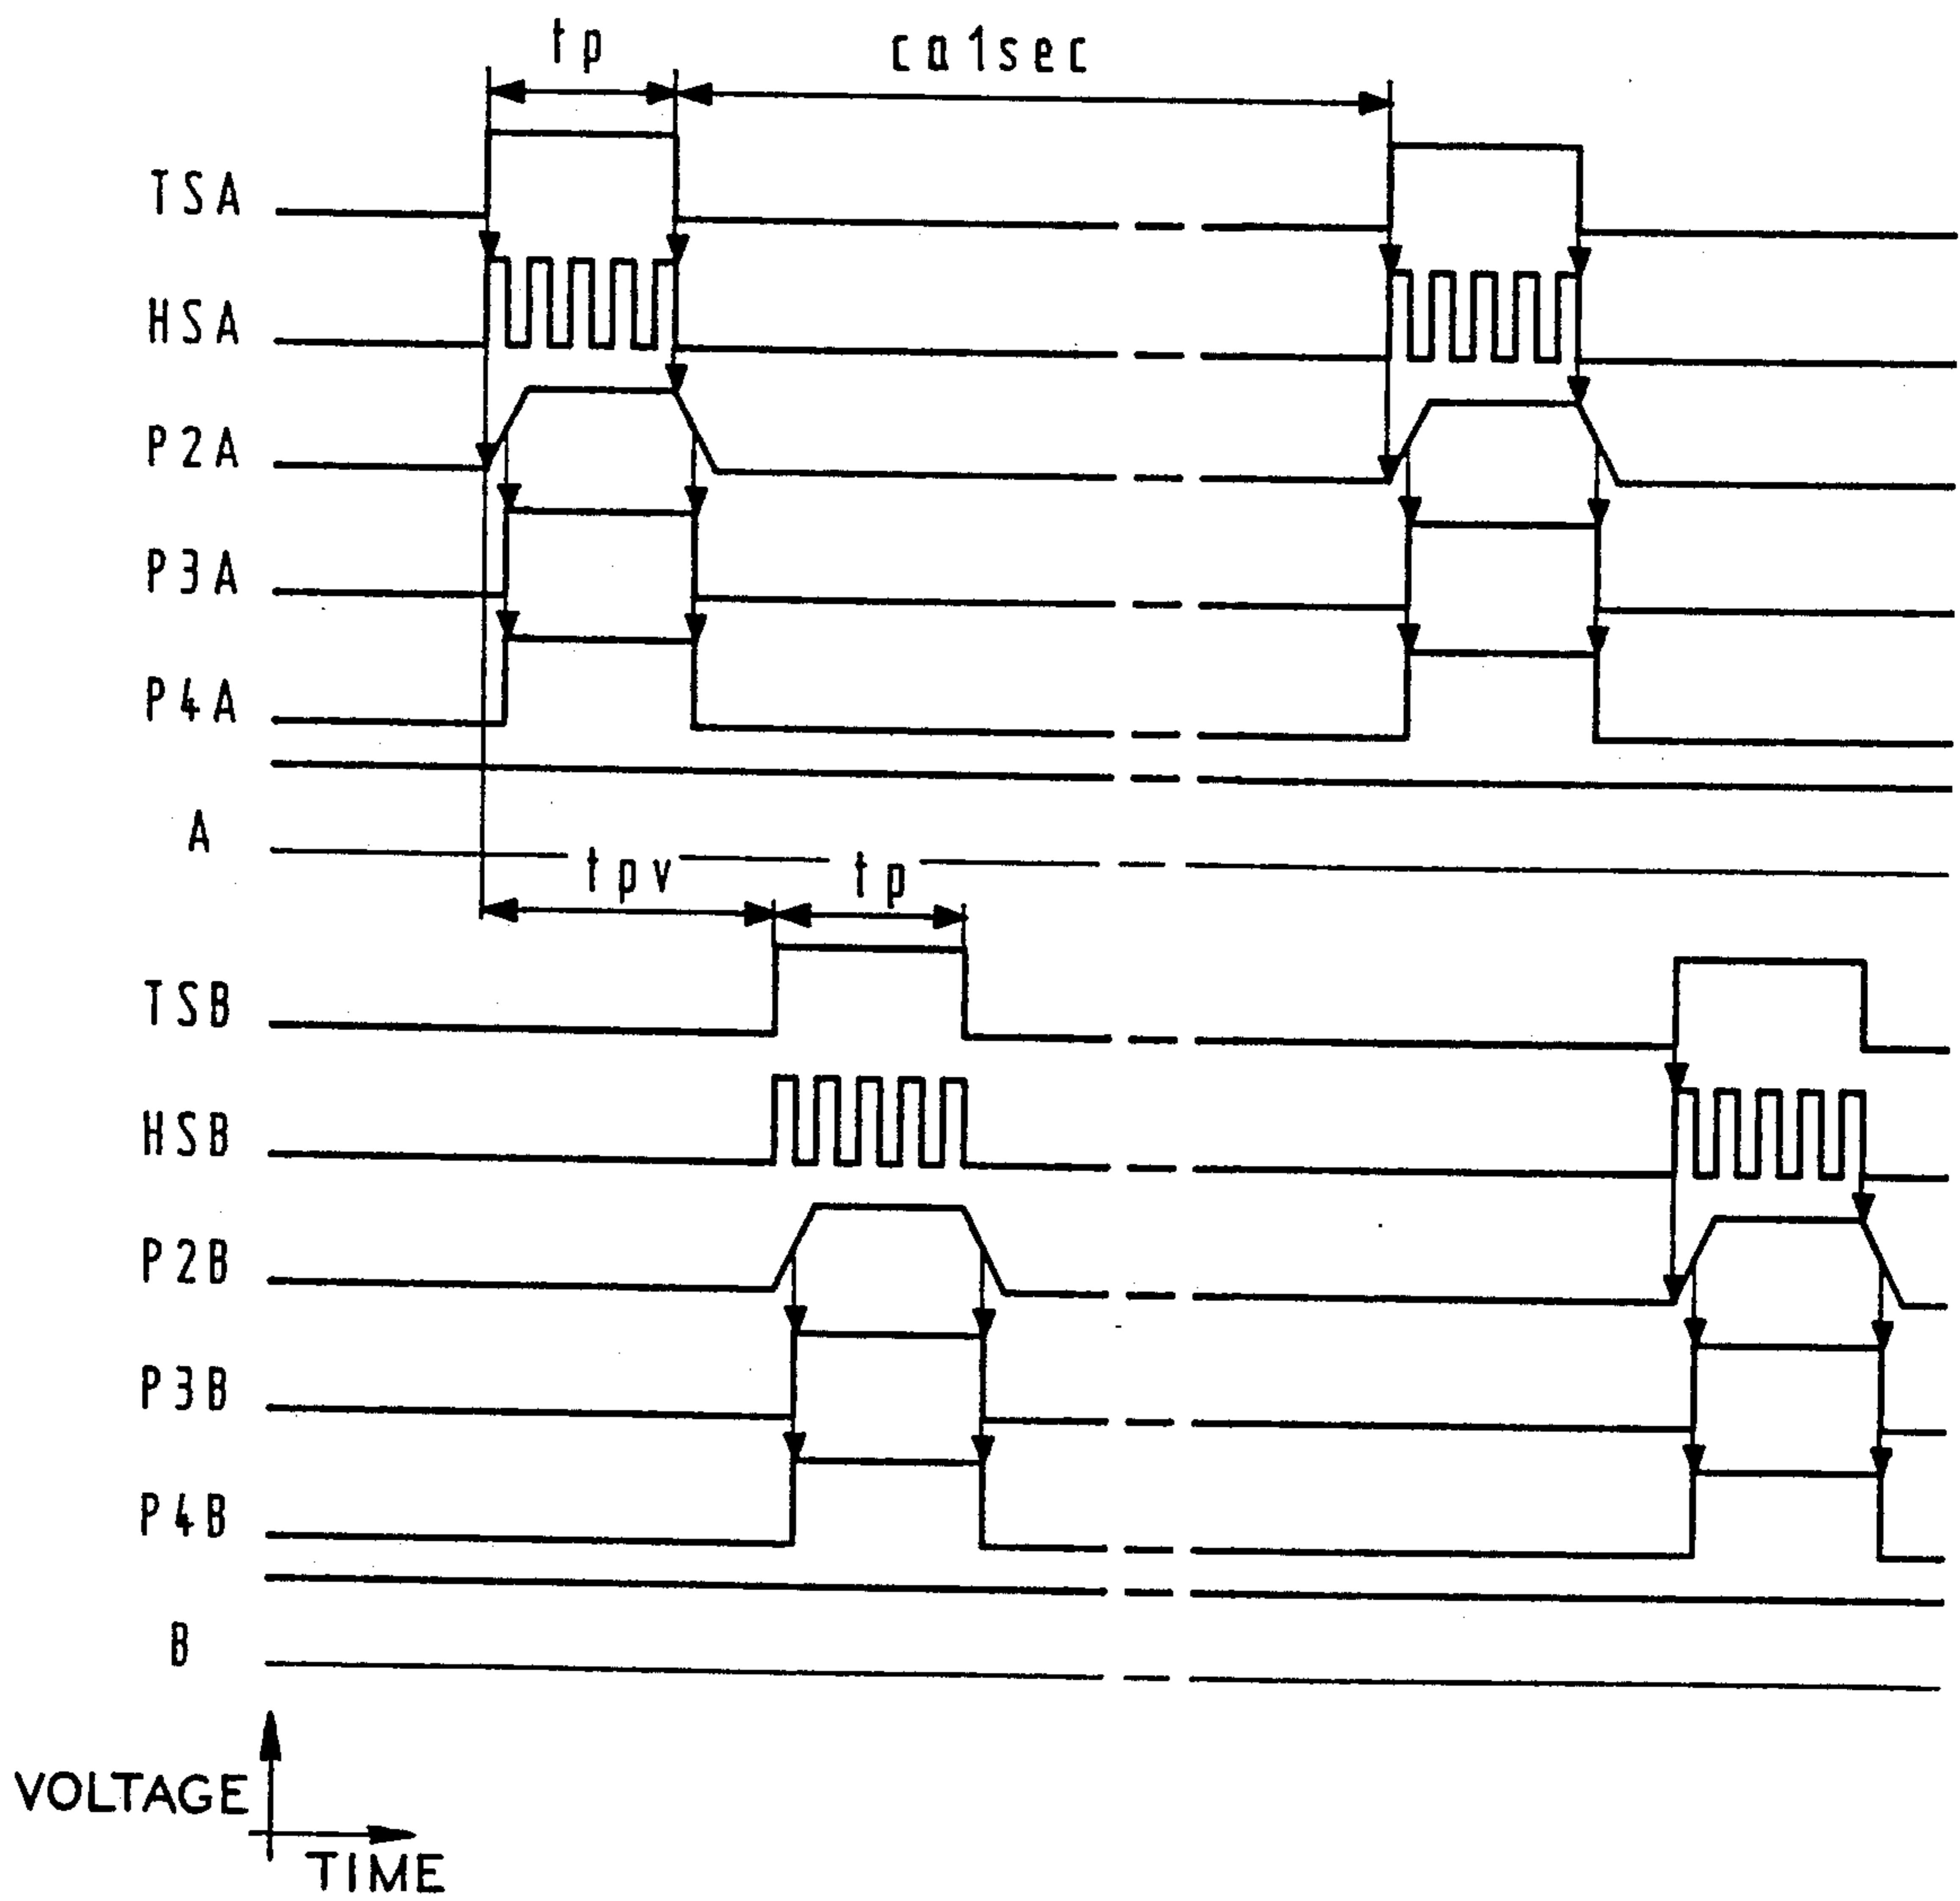 tp ca1sec
TSA
HSA
P2A
P3A
P4A
A
tpv tp
TSB
HSB
P2B
P3B
P4B
B
VOLTAGE
TIME